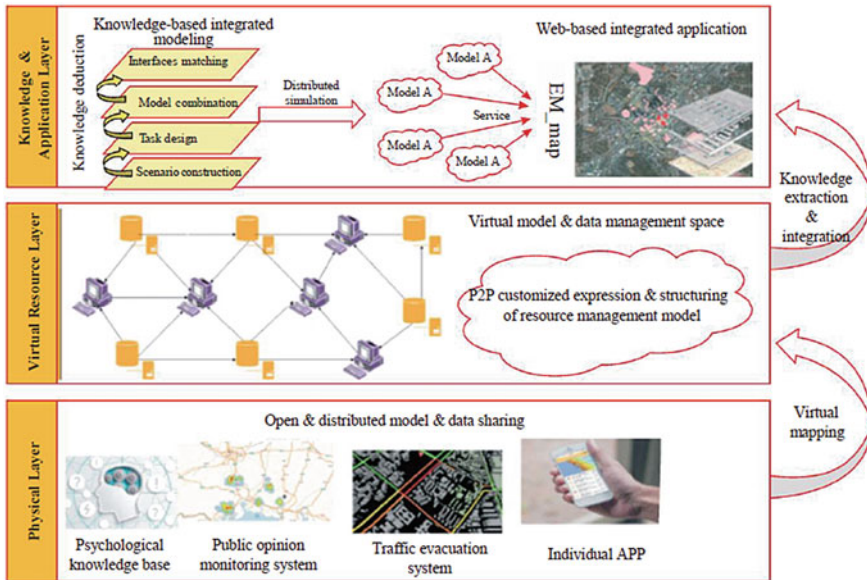 Knowledge &
Application Layer
Knowledge deduction
Knowledge-based integrated
modeling
Interfaces matching
Model combination
Task design
Scenario construction
Distributed
simulation
Model A
Model A
Service
Model A
Model A
Web-based integrated application
EM_map
Knowledge
extraction
&
integration
Virtual Resource Layer
Virtual model & data management space
P2P customized expression & structuring
of resource management model
Virtual
mapping
Physical Layer
Open & distributed model & data sharing
Psychological
knowledge base
Public opinion
monitoring system
Traffic evacuation
system
Individual APP